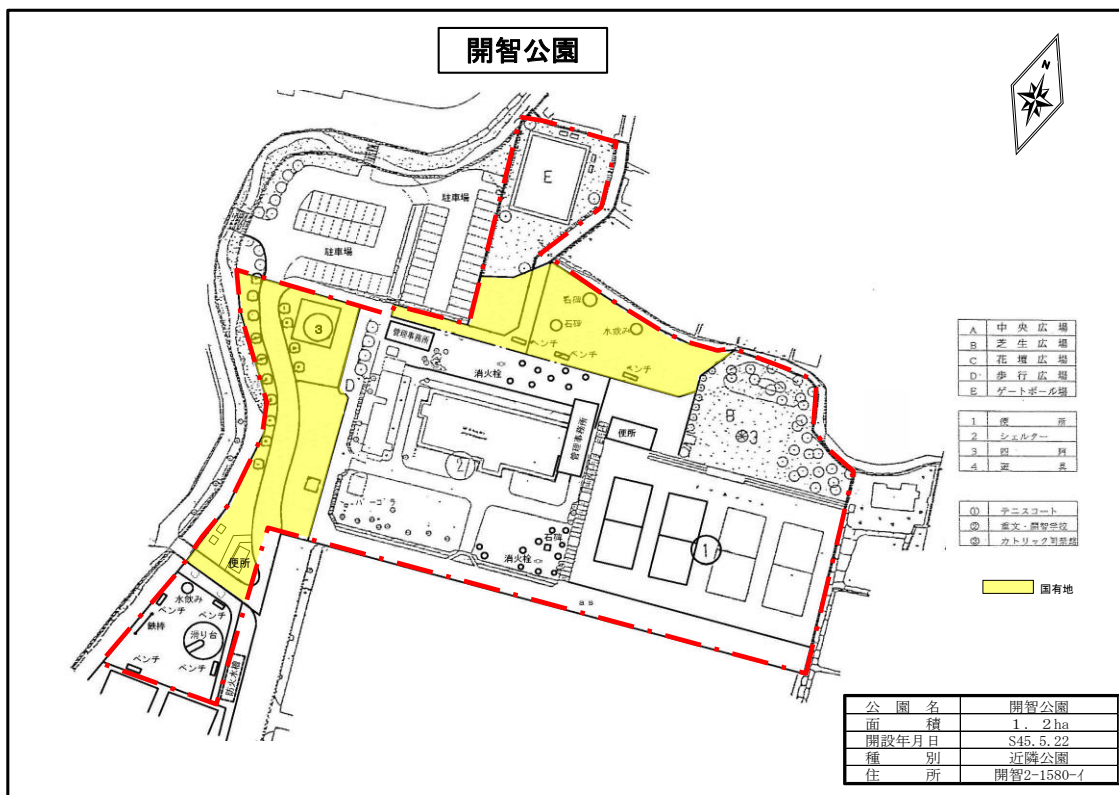 開智公園
N
E
駐車場
駐車場
石碑
石碑
水飲み
ベンチ
ベンチ
ベンチ
③
管理事務所
D
消火栓
B
※3
便所
管理事務所
②
パーゴラ
石碑
消火栓
①
便所
水飲み
ベンチ
ベンチ
鉄棒
滑り台
ベンチ
ベンチ
防火水槽
A 中央広場
B 芝生広場
C 花壇広場
D 歩行広場
E ゲートボール場
1 便所
2 シェルター
3 四阿
4 遊具
① テニスコート
② 重文・開智学校
③ カトリック司祭館
国有地
公園名 開智公園
面積 1．2ha
開設年月日 S45.5.22
種別 近隣公園
住所 開智2-1580-イ